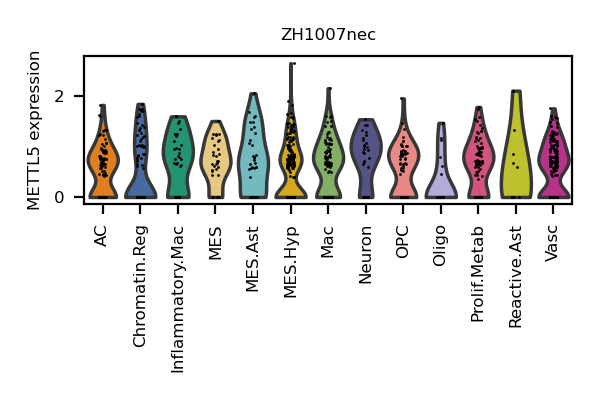 ZH1007nec
METTL5 expression
2
0
AC
Chromatin.Reg
Inflammatory.Mac
MES
MES.Ast
MES.Hyp
Mac
Neuron
OPC
Oligo
Prolif.Metab
Reactive.Ast
Vasc